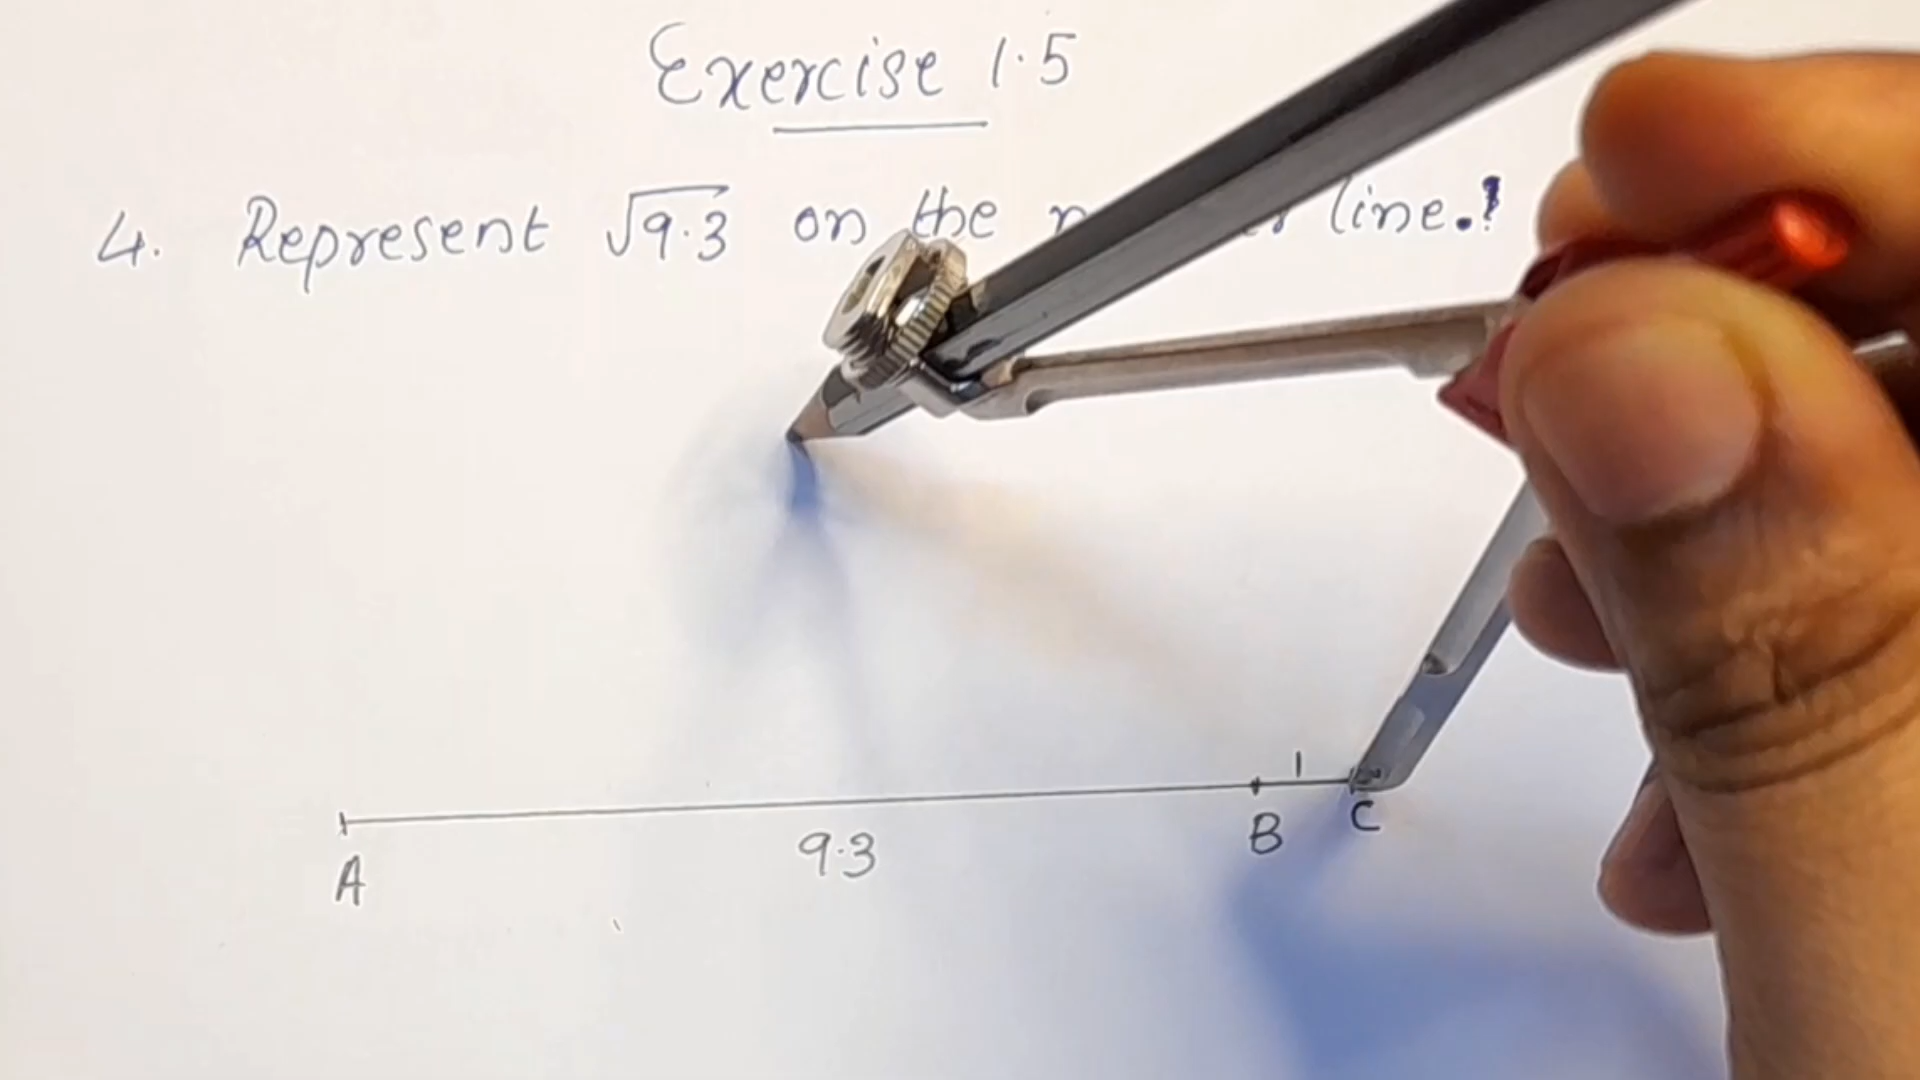 Exercise 1.5
4. Represent √9.3 on the line.!
1
A 9.3 B C